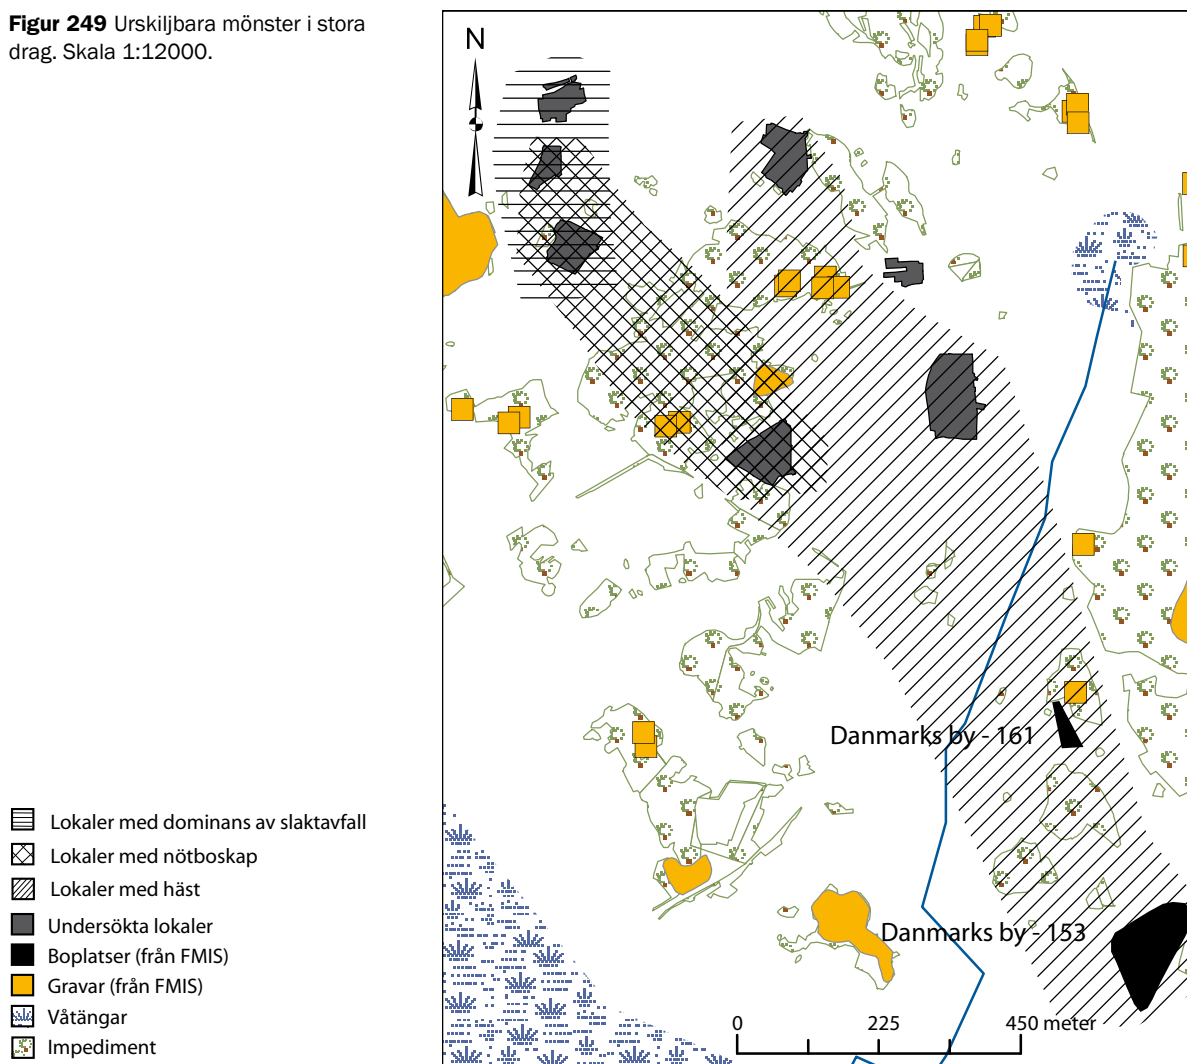 Figur 249 Urskiljbara mönster i stora
drag. Skala 1:12000.
N
Danmarks by - 161
Danmarks by - 153
0 225 450 meter
Lokaler med dominans av slaktavfall
Lokaler med nötboskap
Lokaler med häst
Undersökta lokaler
Boplatser (från FMIS)
Gravar (från FMIS)
Våtängar
Impediment